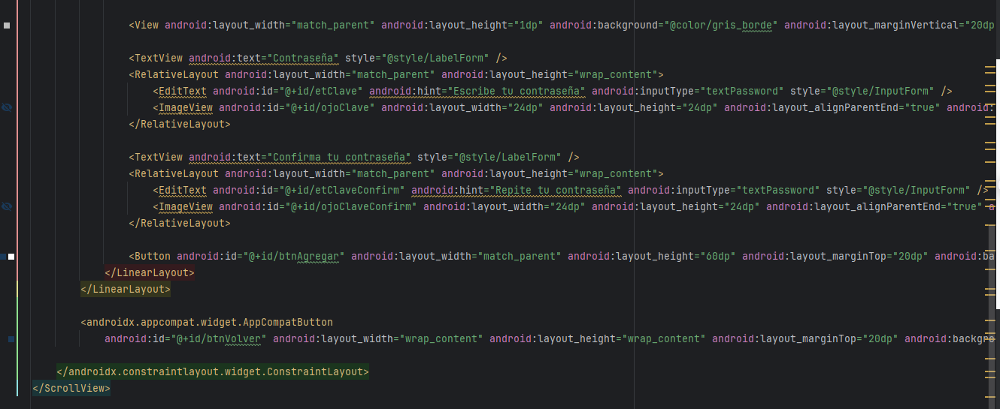 <View android:layout_width="match_parent" android:layout_height="1dp" android:background="@color/gris_borde" android:layout_marginVertical="20dp
<TextView android:text="Contraseña" style="@style/LabelForm" />
<RelativeLayout android:layout_width="match_parent" android:layout_height="wrap_content">
<EditText android:id="@+id/etClave" android:hint="Escribe tu contraseña" android:inputType="textPassword" style="@style/InputForm" />
<ImageView android:id="@+id/ojoClave" android:layout_width="24dp" android:layout_height="24dp" android:layout_alignParentEnd="true" android:
</RelativeLayout>
<TextView android:text="Confirma tu contraseña" style="@style/LabelForm" />
<RelativeLayout android:layout_width="match_parent" android:layout_height="wrap_content">
<EditText android:id="@+id/etClaveConfirm" android:hint="Repite tu contraseña" android:inputType="textPassword" style="@style/InputForm" />
<ImageView android:id="@+id/ojoClaveConfirm" android:layout_width="24dp" android:layout_height="24dp" android:layout_alignParentEnd="true" a
</RelativeLayout>
<Button android:id="@+id/btnAgregar" android:layout_width="match_parent" android:layout_height="60dp" android:layout_marginTop="20dp" android:ba
</LinearLayout>
</LinearLayout>
<androidx.appcompat.widget.AppCompatButton
android:id="@+id/btnVolver" android:layout_width="wrap_content" android:layout_height="wrap_content" android:layout_marginTop="20dp" android:backgro
</androidx.constraintlayout.widget.ConstraintLayout>
</ScrollView>